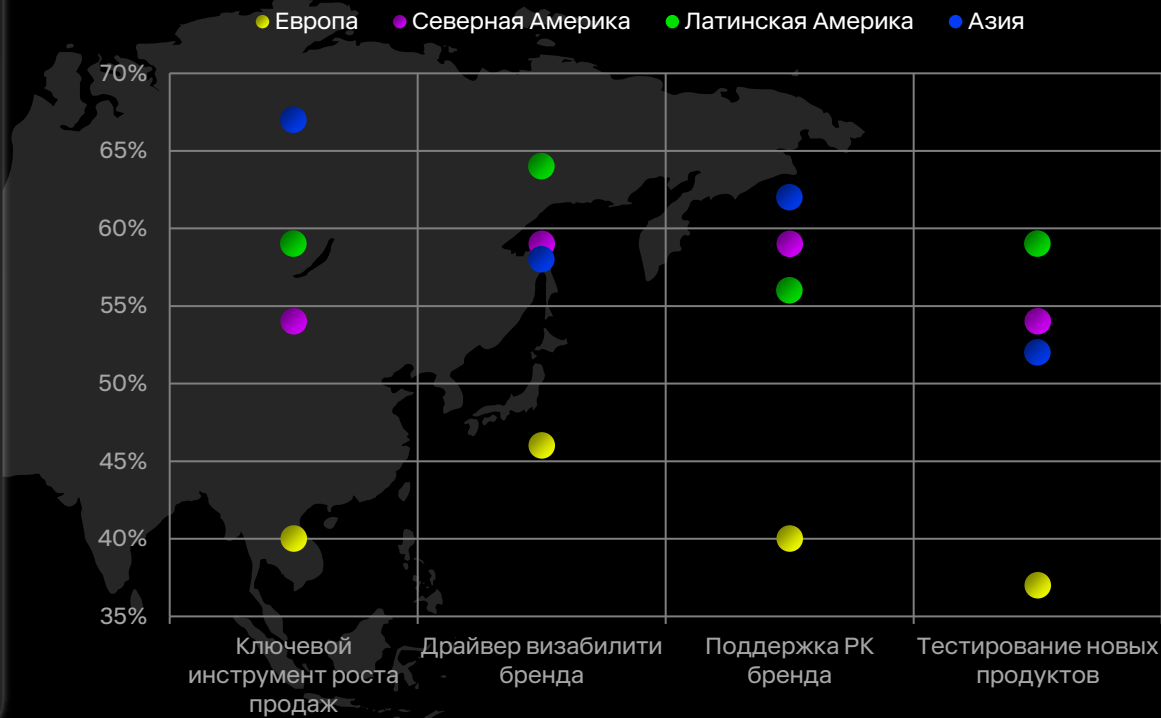 Европа Северная Америка Латинская Америка Азия
70%
65%
60%
55%
50%
45%
40%
35%
Ключевой
инструмент роста
продаж
Драйвер визабилити
бренда
Поддержка РК
бренда
Тестирование новых
продуктов